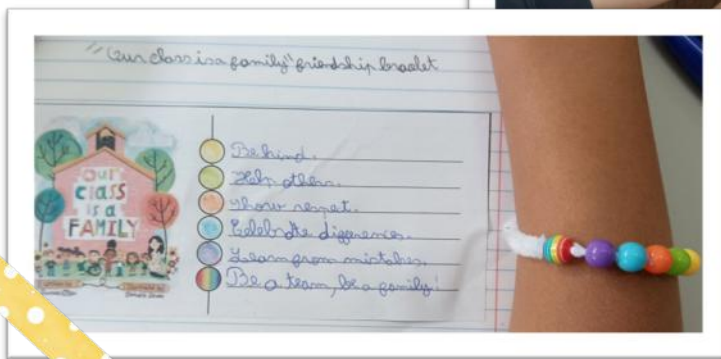 "Our class is a family" friendship bracelet
OUR
CLASS
is a
FAMILY
Be kind.
Help others.
Show respect.
Celebrate differences.
Learn from mistakes.
Be a team, be a family!